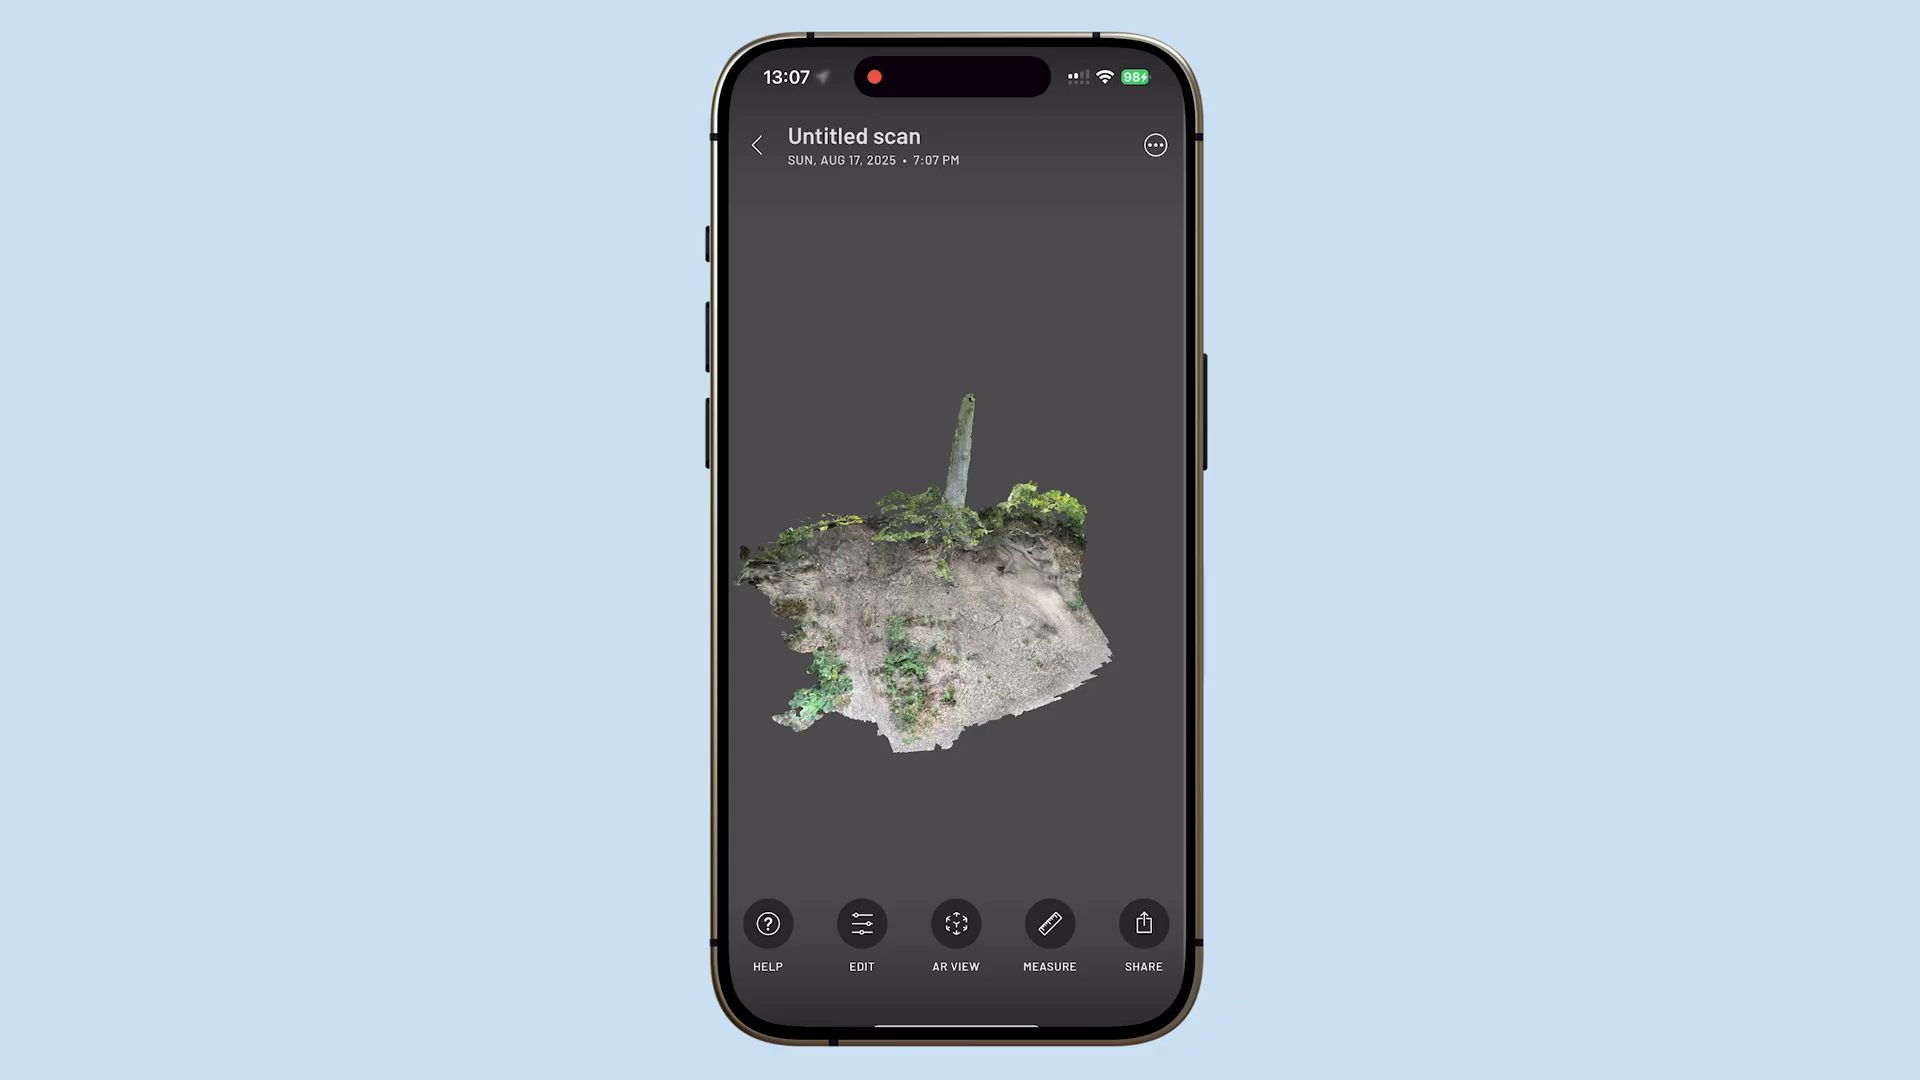 13:07
98
Untitled scan
SUN, AUG 17, 2025 • 7:07 PM
HELP
EDIT
AR VIEW
MEASURE
SHARE